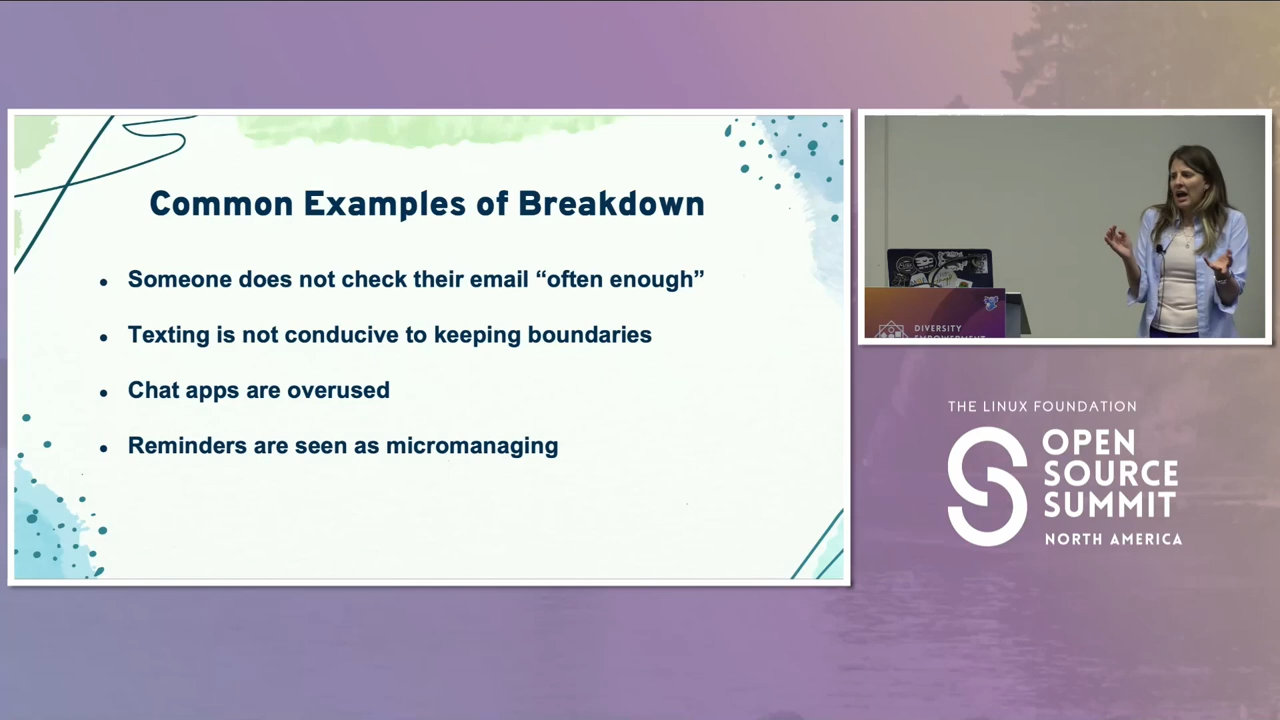 Common Examples of Breakdown
• Someone does not check their email “often enough”
• Texting is not conducive to keeping boundaries
• Chat apps are overused
• Reminders are seen as micromanaging
DIVERSITY
EMPOWERMENT
THE LINUX FOUNDATION
OPEN
SOURCE
SUMMIT
NORTH AMERICA